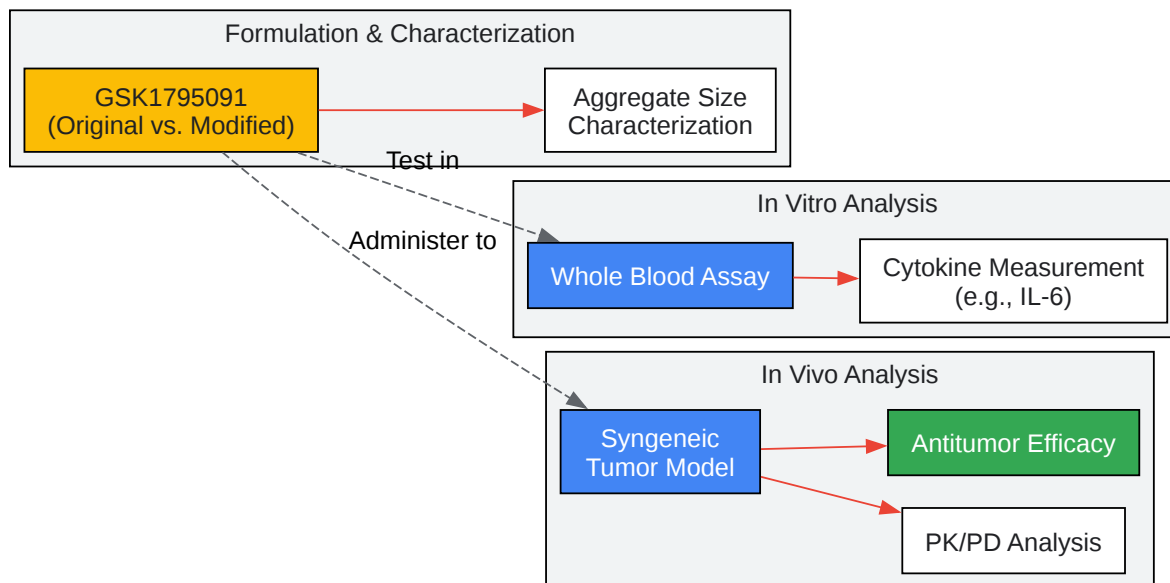 Formulation & Characterization
GSK1795091
(Original vs. Modified)
Aggregate Size
Characterization
Test in
Administer to
In Vitro Analysis
Whole Blood Assay
Cytokine Measurement
(e.g., IL-6)
In Vivo Analysis
Syngeneic
Tumor Model
Antitumor Efficacy
PK/PD Analysis